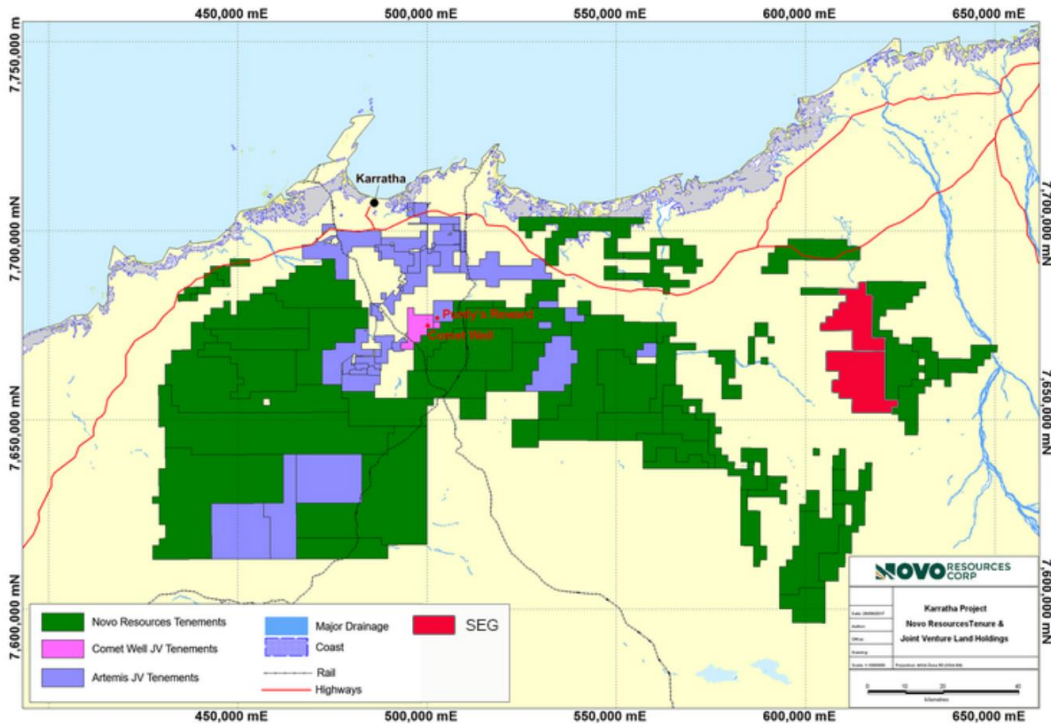 450,000 mE 500,000 mE 550,000 mE 600,000 mE 650,000 mE
7,750,000 m
Karratha
7,700,000 mN
7,700,000 mN
Purdy's Reward
Comet Well
7,650,000 mN
7,650,000 mN
NOVO RESOURCES
CORP
7,600,000 mN
7,600,000 mN
Novo Resources Tenements
Comet Well JV Tenements
Artemis JV Tenements
Major Drainage
Coast
Rail
Highways
SEG
Karratha Project
Novo ResourcesTenure &
Joint Venture Land Holdings
Author:
Office:
Drawing:
kilometres
450,000 mE 500,000 mE 550,000 mE 600,000 mE 650,000 mE